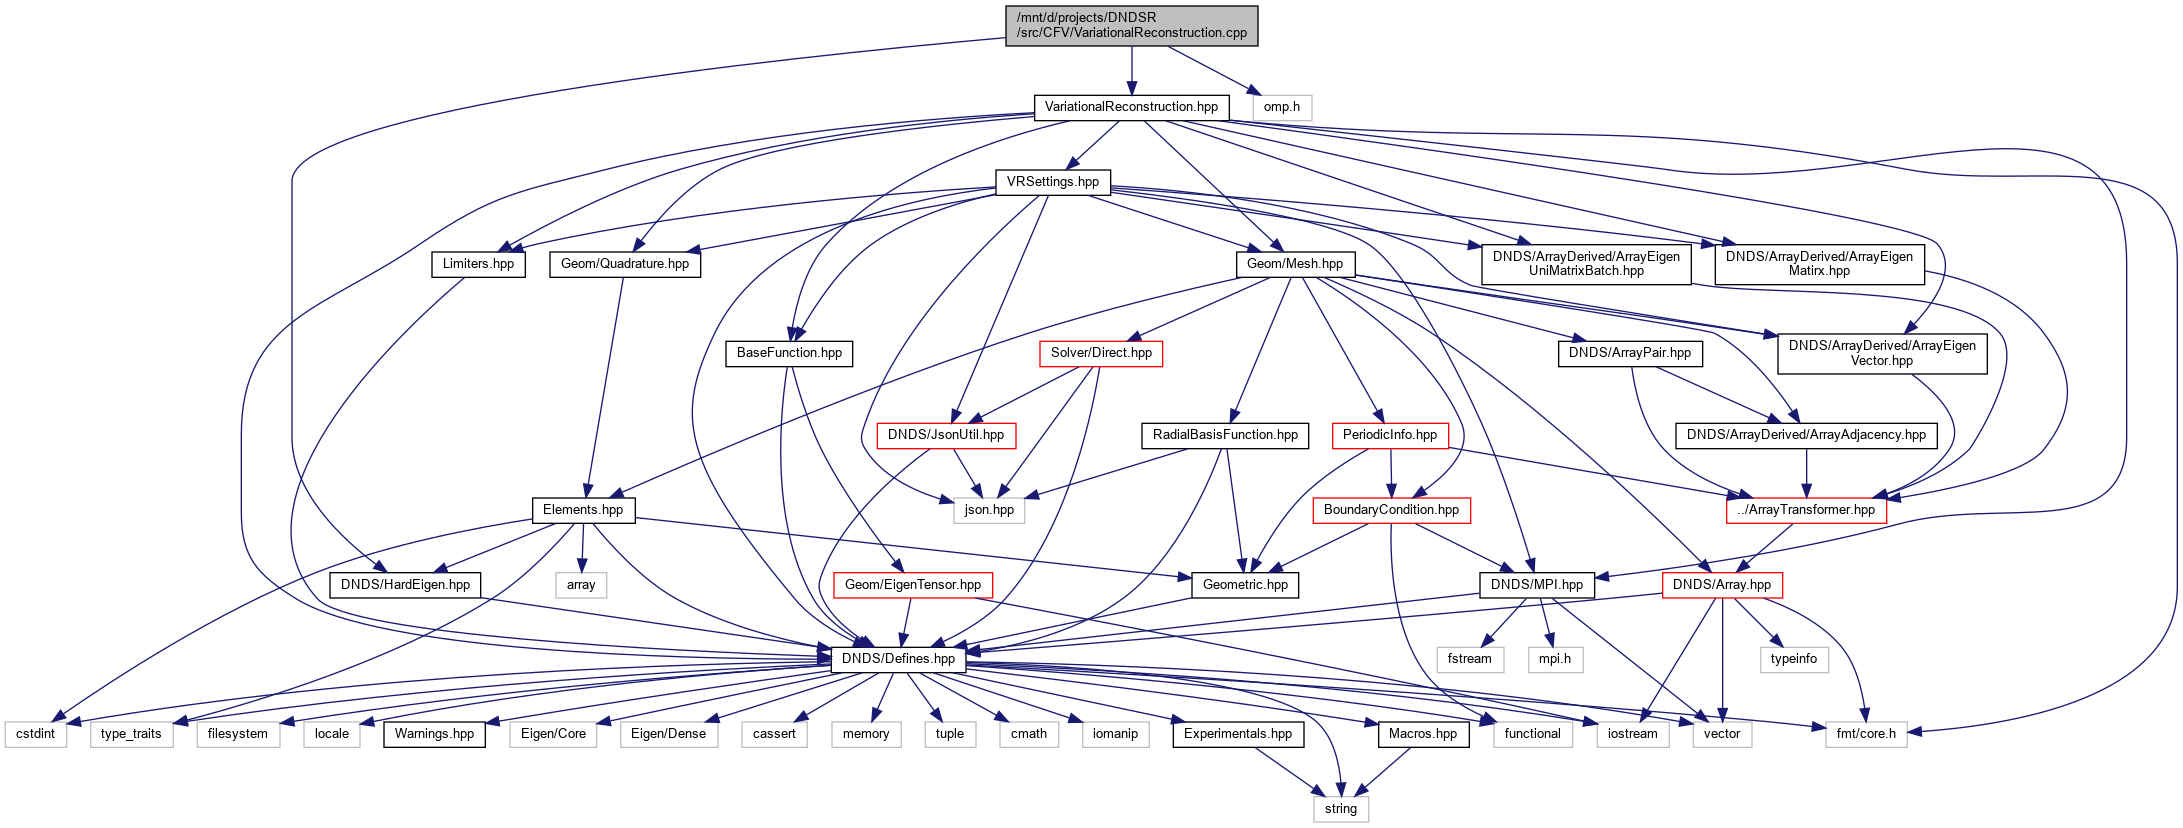 /mnt/d/projects/DNDSR
/src/CFV/VariationalReconstruction.cpp
VariationalReconstruction.hpp
omp.h
VRSettings.hpp
Limiters.hpp
Geom/Quadrature.hpp
Geom/Mesh.hpp
DNDS/ArrayDerived/ArrayEigen
UniMatrixBatch.hpp
DNDS/ArrayDerived/ArrayEigen
Matirx.hpp
BaseFunction.hpp
Solver/Direct.hpp
DNDS/ArrayPair.hpp
DNDS/ArrayDerived/ArrayEigen
Vector.hpp
DNDS/JsonUtil.hpp
RadialBasisFunction.hpp
PeriodicInfo.hpp
DNDS/ArrayDerived/ArrayAdjacency.hpp
Elements.hpp
json.hpp
BoundaryCondition.hpp
../ArrayTransformer.hpp
DNDS/HardEigen.hpp
array
Geom/EigenTensor.hpp
Geometric.hpp
DNDS/MPI.hpp
DNDS/Array.hpp
DNDS/Defines.hpp
fstream
mpi.h
typeinfo
cstdint
type_traits
filesystem
locale
Warnings.hpp
Eigen/Core
Eigen/Dense
cassert
memory
tuple
cmath
iomanip
Experimentals.hpp
Macros.hpp
functional
iostream
vector
fmt/core.h
string